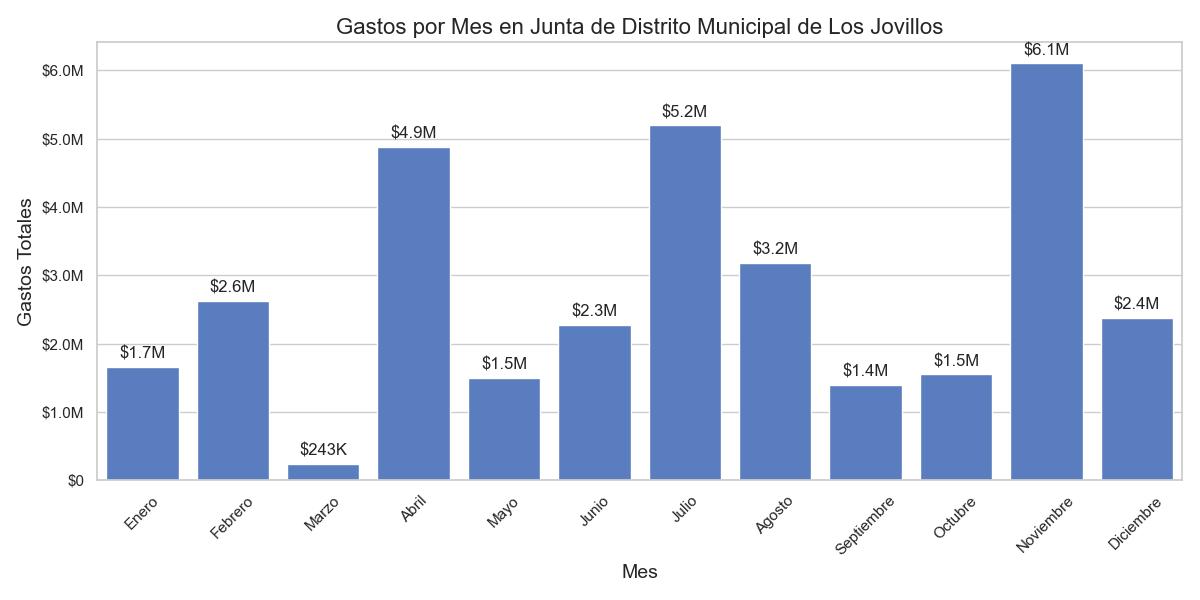 Gastos por Mes en Junta de Distrito Municipal de Los Jovillos
Gastos Totales
$6.0M
$5.0M
$4.0M
$3.0M
$2.0M
$1.0M
$0
$1.7M
$2.6M
$243K
$4.9M
$1.5M
$2.3M
$5.2M
$3.2M
$1.4M
$1.5M
$6.1M
$2.4M
Enero
Febrero
Marzo
Abril
Mayo
Junio
Julio
Agosto
Septiembre
Octubre
Noviembre
Diciembre
Mes